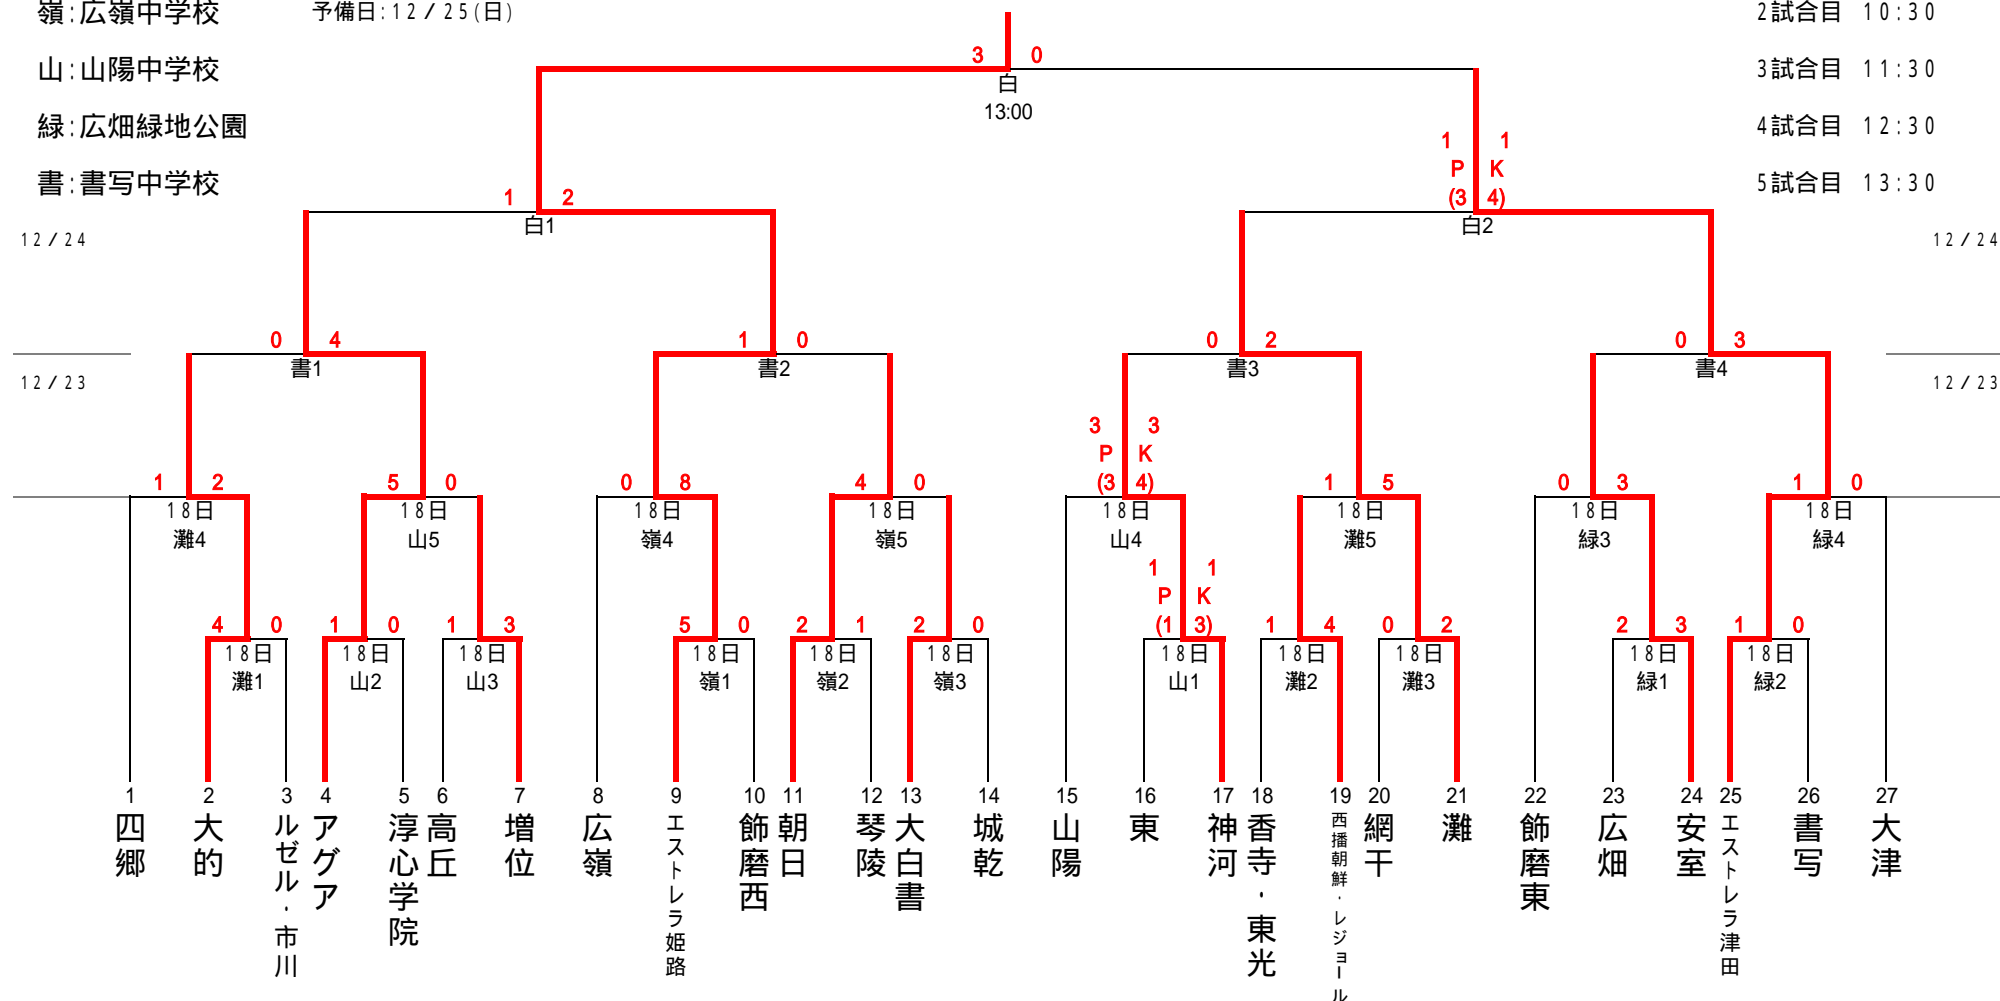 嶺:広嶺中学校 予備日:12/25(日) 2試合目 10:30
3 0
山:山陽中学校 3試合目 11:30
白
13:00
緑:広畑緑地公園 4試合目 12:30
1 1
P K
(3 4)
書:書写中学校 5試合目 13:30
1 2
白1 白2
12/24 12/24
0 4 1 0 0 2 0 3
書1 書2 書3 書4
12/23 12/23
3 3
P K
(3 4)
1 2 5 0 0 8 4 0 1 5 0 3 1 0
18日 18日 18日 18日 18日 18日 18日 18日
灘4 山5 嶺4 嶺5 山4 灘5 緑3 緑4
1 1
P K
(1 3)
4 0 1 0 1 3 5 0 2 1 2 0 1 4 0 2 2 3 1 0
18日 18日 18日 18日 18日 18日 18日 18日 18日 18日 18日
灘1 山2 山3 嶺1 嶺2 嶺3 山1 灘2 灘3 緑1 緑2
1 2 3 4 5 6 7 8 9 10 11 12 13 14 15 16 17 18 19 20 21 22 23 24 25 26 27
四郷
大的
ルゼル・市川
アグア
淳心学院
高丘
増位
広嶺
エストレラ姫路
飾磨西
朝日
琴陵
大白書
城乾
山陽
東
神河
香寺・東光
西播朝鮮・レジョール
網干
灘
飾磨東
広畑
安室
エストレラ津田
書写
大津